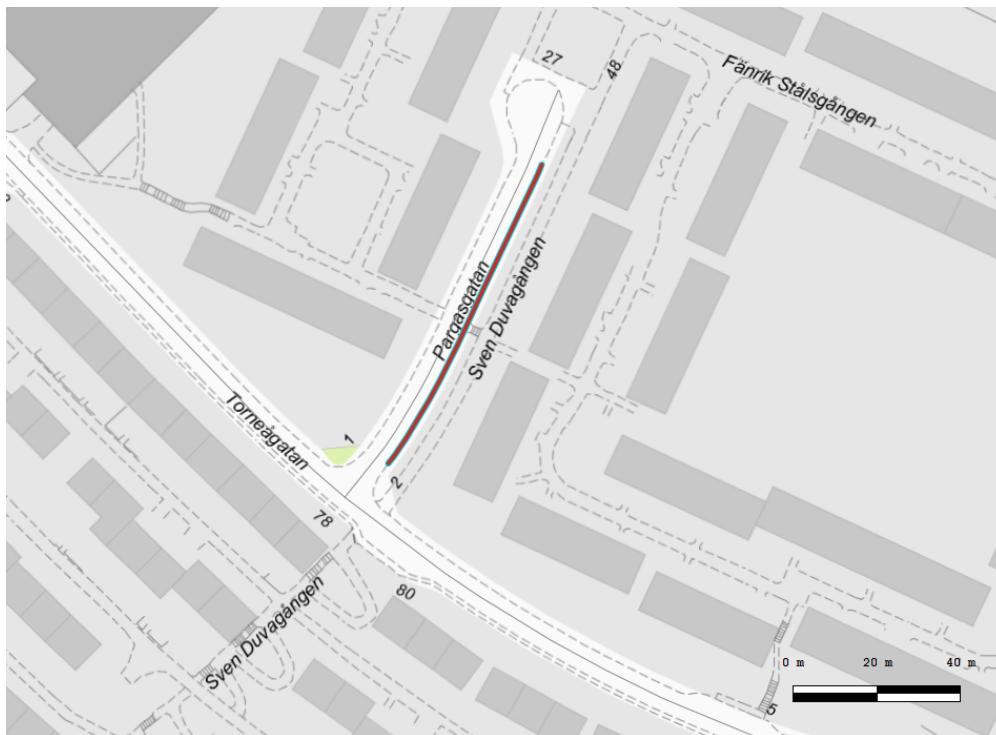 27
48
Fänrik Stålsgången
Pargasgatan
Sven Duvagången
Torneågatan
1
2
78
80
Sven Duvagången
0 m 20 m 40 m
5